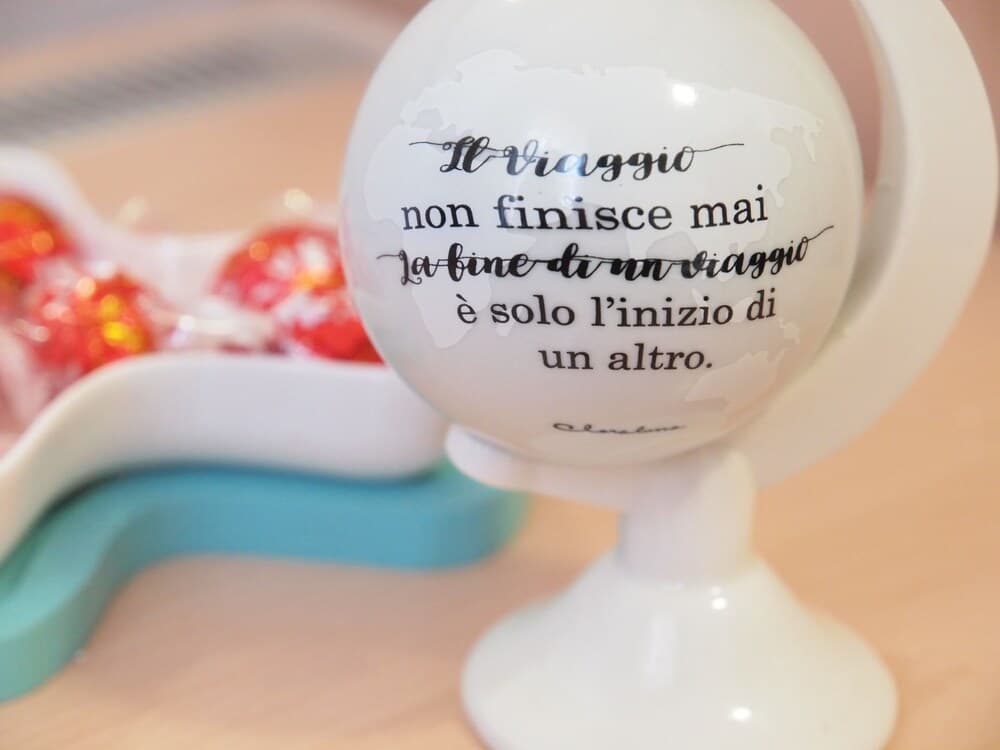 Il viaggio
non finisce mai
La fine di un viaggio
è solo l'inizio di
un altro.